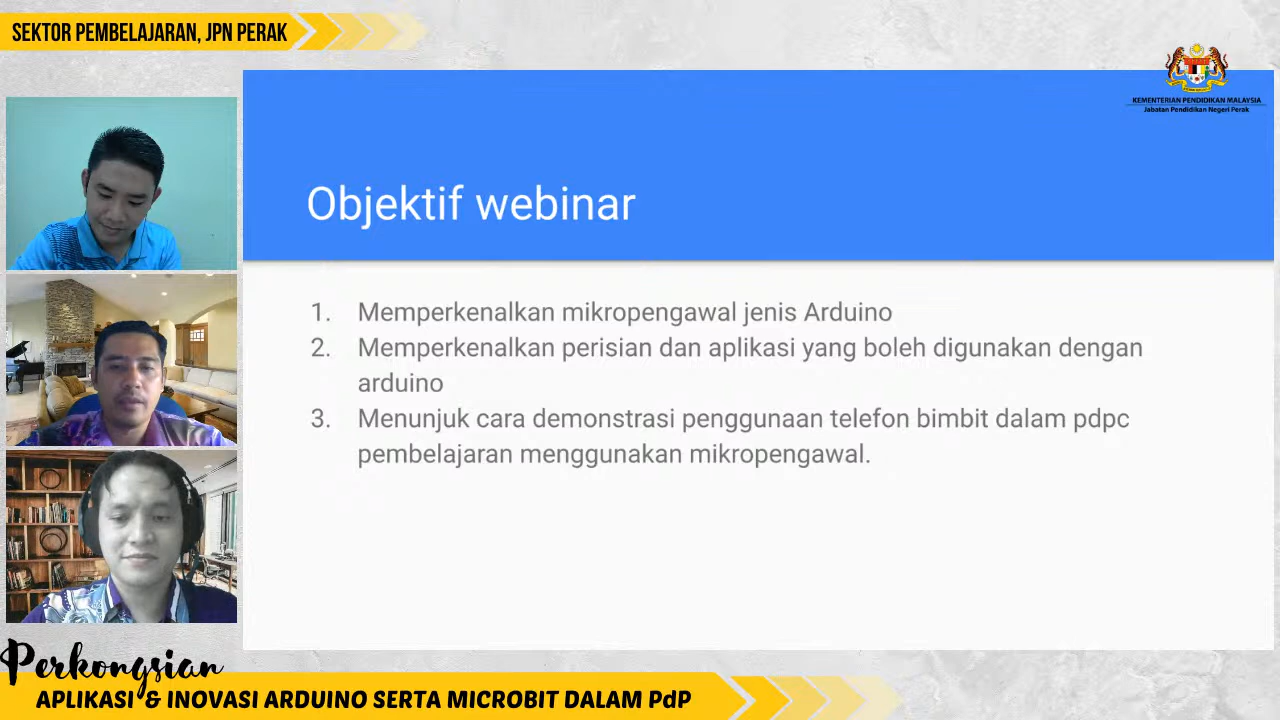 SEKTOR PEMBELAJARAN, JPN PERAK
KEMENTERIAN PENDIDIKAN MALAYSIA
Jabatan Pendidikan Negeri Perak
Objektif webinar
1. Memperkenalkan mikropengawal jenis Arduino
2. Memperkenalkan perisian dan aplikasi yang boleh digunakan dengan
arduino
3. Menunjuk cara demonstrasi penggunaan telefon bimbit dalam pdpc
pembelajaran menggunakan mikropengawal.
Perkongsian
APLIKASI & INOVASI ARDUINO SERTA MICROBIT DALAM PdP